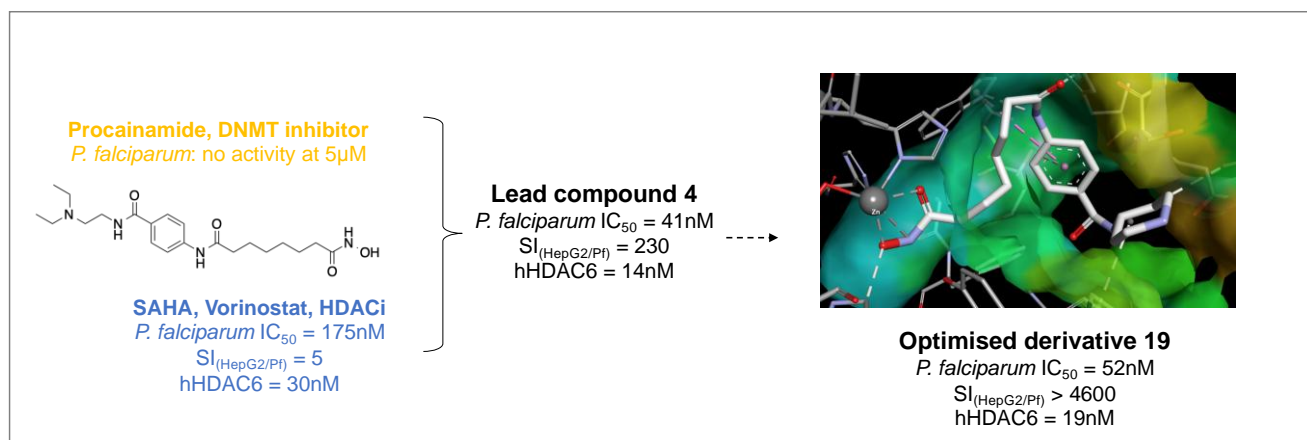 Procainamide, DNMT inhibitor
P. falciparum: no activity at 5µM
O
N
N
H
O
N
H
O
H
N
OH
SAHA, Vorinostat, HDACi
P. falciparum IC50 = 175nM
SI(HepG2/Pf) = 5
hHDAC6 = 30nM
Lead compound 4
P. falciparum IC50 = 41nM
SI(HepG2/Pf) = 230
hHDAC6 = 14nM
Zn
Optimised derivative 19
P. falciparum IC50 = 52nM
SI(HepG2/Pf) > 4600
hHDAC6 = 19nM